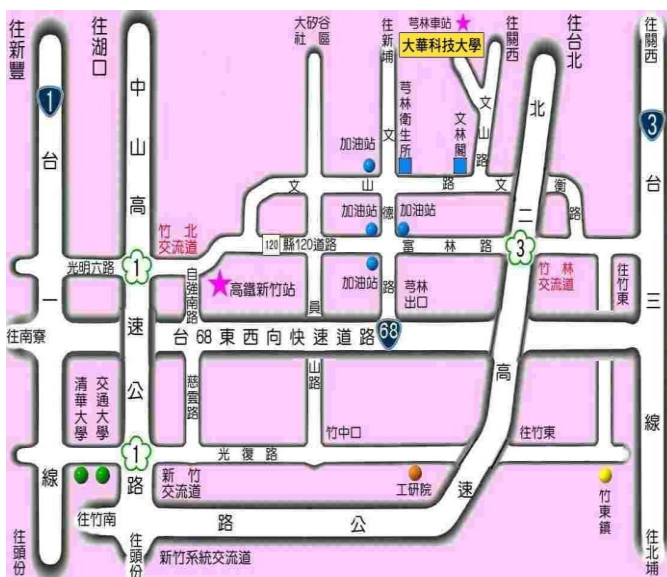 往新豐
往湖口
大矽谷
社區
往新埔
芎林車站
大華科技大學
往關西
往台北
往關西
1
台一線
中山高速公路
北二高速公路
3
台三線
芎林衛生所
文林閣
文山路
加油站
文山路
文衡路
文德路
竹北
交流道
120
縣120道路
加油站
加油站
富林路
3
光明六路
1
自強南路
高鐵新竹站
加油站
芎林
出口
竹林
交流道
往竹東
員山路
往南寮
台68東西向快速道路
68
清華大學
交通大學
慈雲路
竹中口
往竹東
1
光復路
新竹
交流道
工研院
竹東鎮
往竹南
往頭份
往頭份
新竹系統交流道
往北埔